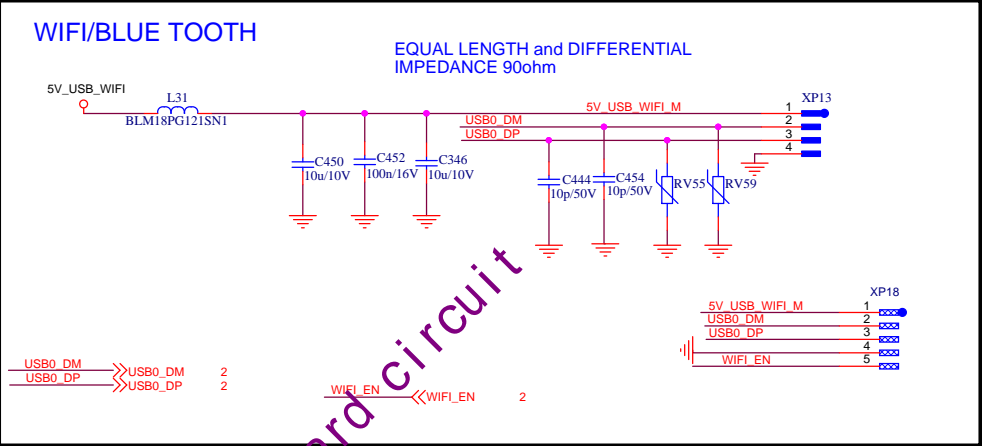 WIFI/BLUE TOOTH
EQUAL LENGTH and DIFFERENTIAL
IMPEDANCE 90ohm
5V_USB_WIFI
L31
BLM18PG121SN1
5V_USB_WIFI_M
USB0_DM
USB0_DP
XP13
1
2
3
4
C450
10u/10V
C452
100n/16V
C346
10u/10V
C444
10p/50V
C454
10p/50V
RV55
RV59
XP18
5V_USB_WIFI_M
1
USB0_DM
2
USB0_DP
3
4
WIFI_EN
5
USB0_DM
USB0_DM 2
USB0_DP
USB0_DP 2
WIFI_EN
WIFI_EN 2
circuit